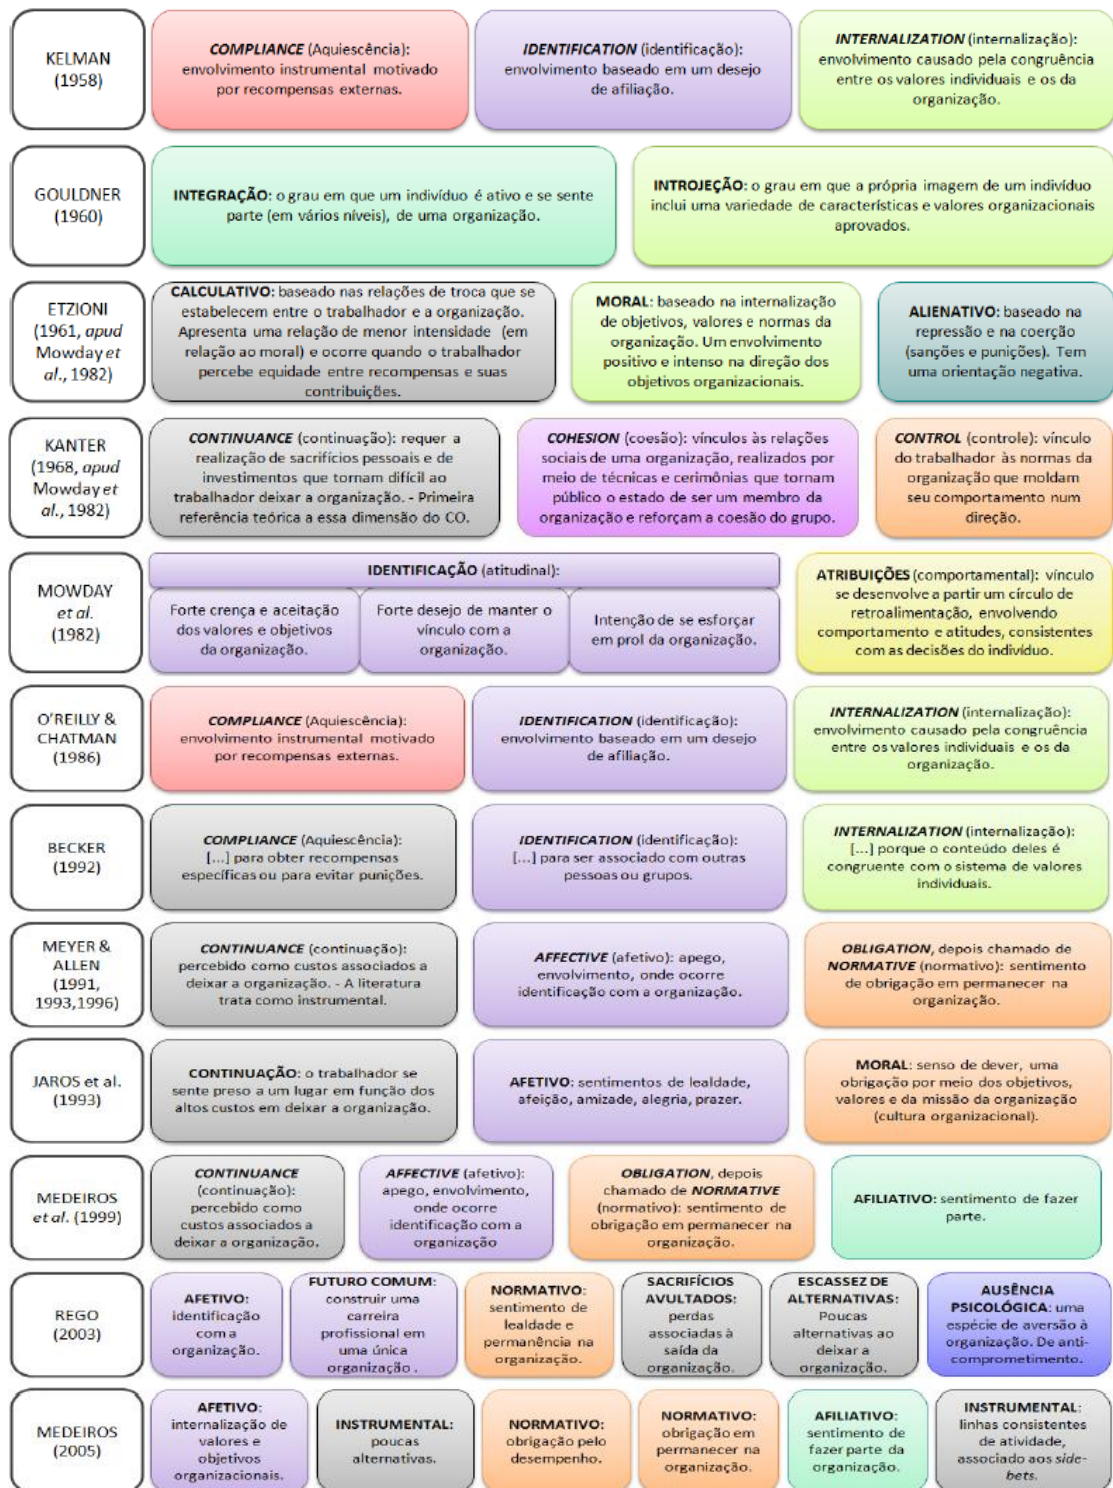 KELMAN
(1958)
COMPLIANCE (Aquiescência):
envolvimento instrumental motivado
por recompensas externas.
IDENTIFICATION (identificação):
envolvimento baseado em um desejo
de afiliação.
INTERNALIZATION (internalização):
envolvimento causado pela congruência
entre os valores individuais e os da
organização.
GOULDNER
(1960)
INTEGRAÇÃO: o grau em que um indivíduo é ativo e se sente
parte (em vários níveis), de uma organização.
INTROJEÇÃO: o grau em que a própria imagem de um indivíduo
inclui uma variedade de características e valores organizacionais
aprovados.
ETZIONI
(1961, apud
Mowday et
al., 1982)
CALCULATIVO: baseado nas relações de troca que se
estabelecem entre o trabalhador e a organização.
Apresenta uma relação de menor intensidade (em
relação ao moral) e ocorre quando o trabalhador
percebe equidade entre recompensas e suas
contribuições.
MORAL: baseado na internalização
de objetivos, valores e normas da
organização. Um envolvimento
positivo e intenso na direção dos
objetivos organizacionais.
ALIENATIVO: baseado na
repressão e na coerção
(sanções e punições). Tem
uma orientação negativa.
KANTER
(1968, apud
Mowday et
al., 1982)
CONTINUANCE (continuação): requer a
realização de sacrifícios pessoais e de
investimentos que tornam difícil ao
trabalhador deixar a organização. - Primeira
referência teórica a essa dimensão do CO.
COHESION (coesão): vínculos às relações
sociais de uma organização, realizados por
meio de técnicas e cerimônias que tornam
público o estado de ser um membro da
organização e reforçam a coesão do grupo.
CONTROL (controle): vínculo
do trabalhador às normas da
organização que moldam
seu comportamento num
direção.
MOWDAY
et al.
(1982)
IDENTIFICAÇÃO (atitudinal):
Forte crença e aceitação
dos valores e objetivos
da organização.
Forte desejo de manter o
vínculo com a
organização.
Intenção de se esforçar
em prol da organização.
ATRIBUIÇÕES (comportamental): vínculo
se desenvolve a partir um círculo de
retroalimentação, envolvendo
comportamento e atitudes, consistentes
com as decisões do indivíduo.
O'REILLY &
CHATMAN
(1986)
COMPLIANCE (Aquiescência):
envolvimento instrumental motivado
por recompensas externas.
IDENTIFICATION (identificação):
envolvimento baseado em um desejo
de afiliação.
INTERNALIZATION (internalização):
envolvimento causado pela congruência
entre os valores individuais e os da
organização.
BECKER
(1992)
COMPLIANCE (Aquiescência):
[...] para obter recompensas
específicas ou para evitar punições.
IDENTIFICATION (identificação):
[...] para ser associado com outras
pessoas ou grupos.
INTERNALIZATION (internalização):
[...] porque o conteúdo deles é
congruente com o sistema de valores
individuais.
MEYER &
ALLEN
(1991,
1993,1996)
CONTINUANCE (continuação):
percebido como custos associados a
deixar a organização. - A literatura
trata como instrumental.
AFFECTIVE (afetivo): apego,
envolvimento, onde ocorre
identificação com a organização.
OBLIGATION, depois chamado de
NORMATIVE (normativo): sentimento
de obrigação em permanecer na
organização.
JAROS et al.
(1993)
CONTINUAÇÃO: o trabalhador se
sente preso a um lugar em função dos
altos custos em deixar a organização.
AFETIVO: sentimentos de lealdade,
afeição, amizade, alegria, prazer.
MORAL: senso de dever, uma
obrigação por meio dos objetivos,
valores e da missão da organização
(cultura organizacional).
MEDEIROS
et al. (1999)
CONTINUANCE
(continuação):
percebido como
custos associados a
deixar a organização.
AFFECTIVE (afetivo):
apego, envolvimento,
onde ocorre
identificação com a
organização
OBLIGATION, depois
chamado de NORMATIVE
(normativo): sentimento de
obrigação em permanecer na
organização.
AFILIATIVO: sentimento de fazer
parte.
REGO
(2003)
AFETIVO:
identificação
com a
organização.
FUTURO COMUM:
construir uma
carreira
profissional em
uma única
organização .
NORMATIVO:
sentimento de
lealdade e
permanência na
organização.
SACRIFÍCIOS
AVULTADOS:
perdas
associadas à
saída da
organização.
ESCASSEZ DE
ALTERNATIVAS:
Poucas
alternativas ao
deixar a
organização.
AUSÊNCIA
PSICOLÓGICA: uma
espécie de aversão à
organização. De anti-
comprometimento.
MEDEIROS
(2005)
AFETIVO:
internalização de
valores e
objetivos
organizacionais.
INSTRUMENTAL:
poucas
alternativas.
NORMATIVO:
obrigação pelo
desempenho.
NORMATIVO:
obrigação em
permanecer na
organização.
AFILIATIVO:
sentimento de
fazer parte da
organização.
INSTRUMENTAL:
linhas consistentes
de atividade,
associado aos side-
bets.